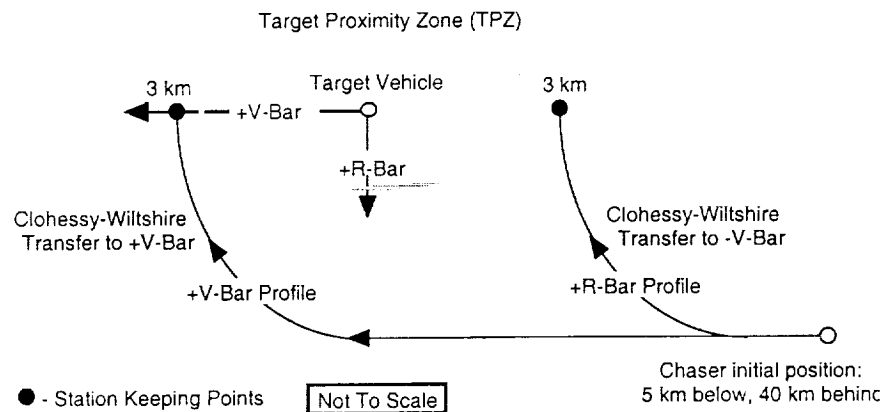 Target Proximity Zone (TPZ)
3 km
Target Vehicle
3 km
+V-Bar
+R-Bar
Clohessy-Wiltshire
Transfer to +V-Bar
Clohessy-Wiltshire
Transfer to -V-Bar
+V-Bar Profile
+R-Bar Profile
Chaser initial position:
5 km below, 40 km behind
- Station Keeping Points
Not To Scale